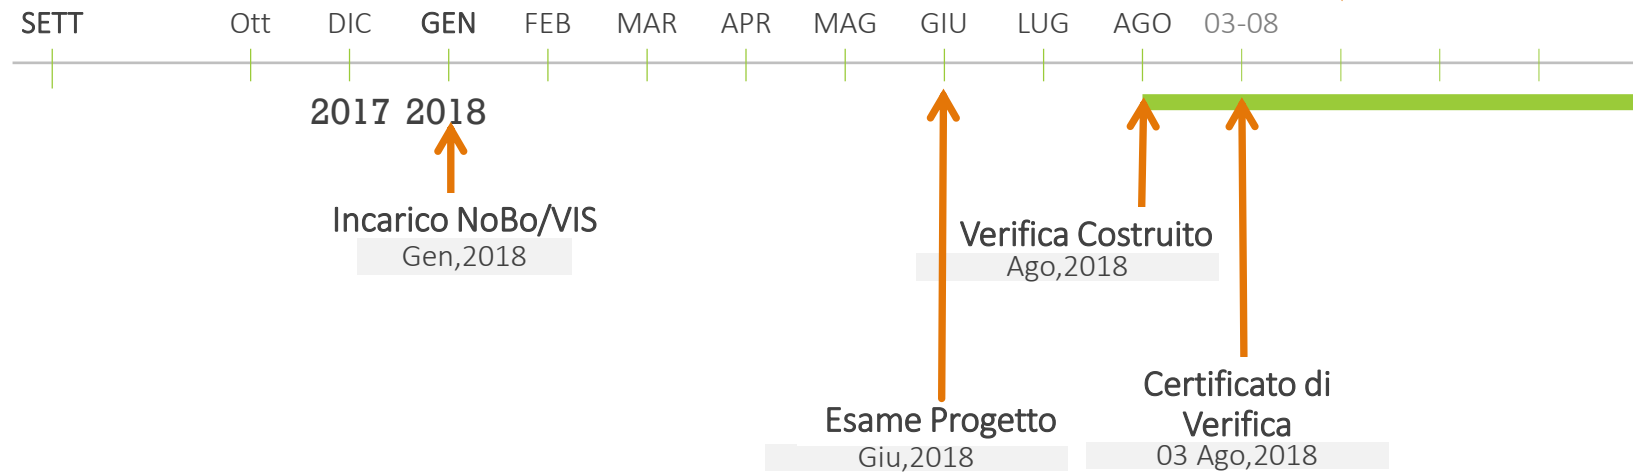 SETT Ott DIC GEN FEB MAR APR MAG GIU LUG AGO 03-08
2017 2018
Incarico NoBo/VIS
Gen,2018
Verifica Costruito
Ago,2018
Esame Progetto
Giu,2018
Certificato di
Verifica
03 Ago,2018